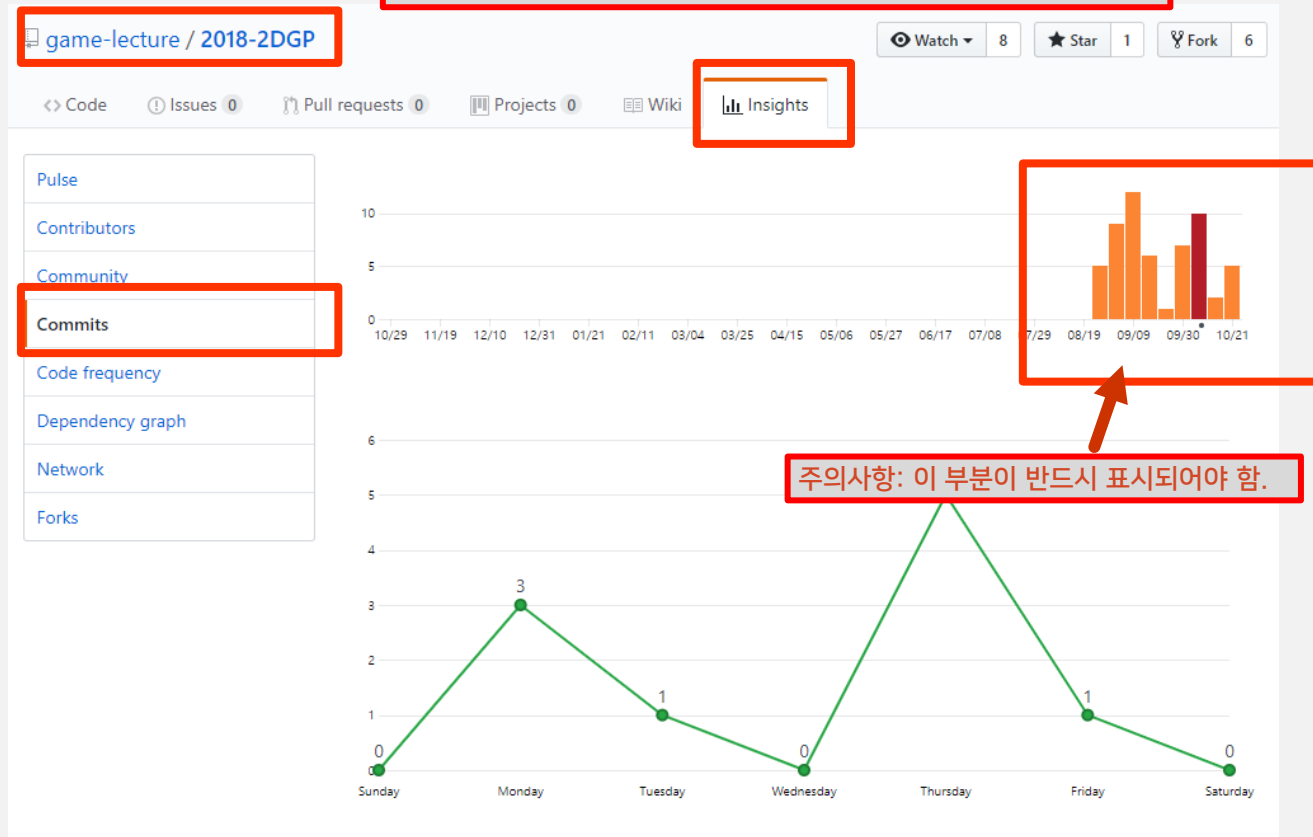 game-lecture / 2018-2DGP
Watch 8 Star 1 Fork 6
Code Issues 0 Pull requests 0 Projects 0 Wiki Insights
Pulse
Contributors
Community
Commits
Code frequency
Dependency graph
Network
Forks
10
5
0
10/29 11/19 12/10 12/31 01/21 02/11 03/04 03/25 04/15 05/06 05/27 06/17 07/08 07/29 08/19 09/09 09/30 10/21
주의사항: 이 부분이 반드시 표시되어야 함.
6
5
4
3
2
1
0
0
3
1
0
1
0
Sunday Monday Tuesday Wednesday Thursday Friday Saturday